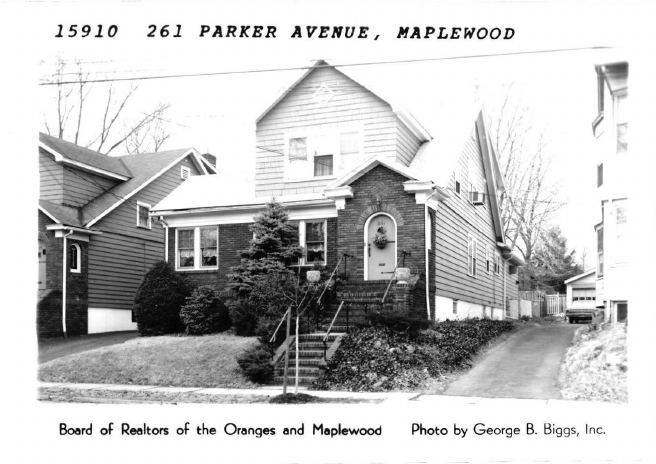 15910 261 PARKER AVENUE, MAPLEWOOD
Board of Realtors of the Oranges and Maplewood Photo by George B. Biggs, Inc.